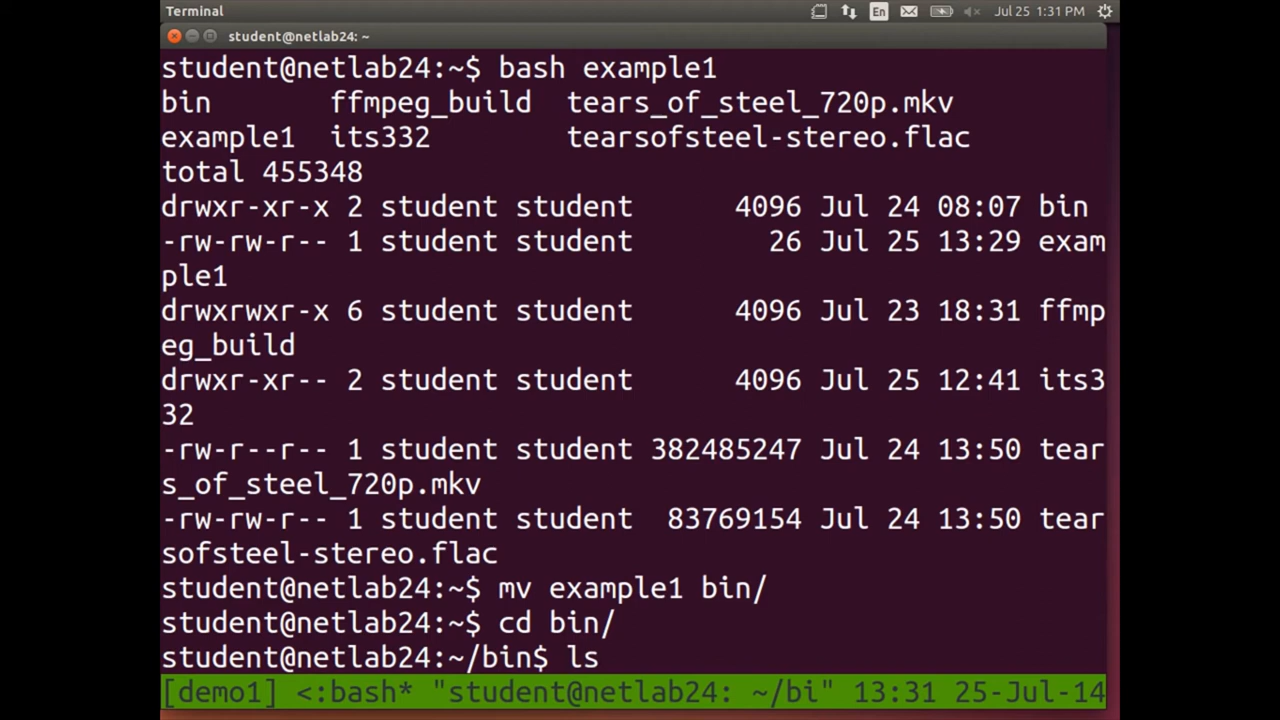 Terminal
En
Jul 25 1:31 PM
student@netlab24: ~
student@netlab24:~$ bash example1
bin ffmpeg_build tears_of_steel_720p.mkv
example1 its332 tearsofsteel-stereo.flac
total 455348
drwxr-xr-x 2 student student 4096 Jul 24 08:07 bin
-rw-rw-r-- 1 student student 26 Jul 25 13:29 exam
ple1
drwxrwxr-x 6 student student 4096 Jul 23 18:31 ffmp
eg_build
drwxr-xr-- 2 student student 4096 Jul 25 12:41 its3
32
-rw-r--r-- 1 student student 382485247 Jul 24 13:50 tear
s_of_steel_720p.mkv
-rw-rw-r-- 1 student student 83769154 Jul 24 13:50 tear
sofsteel-stereo.flac
student@netlab24:~$ mv example1 bin/
student@netlab24:~$ cd bin/
student@netlab24:~/bin$ ls
[demo1] <:bash* "student@netlab24: ~/bi" 13:31 25-Jul-14